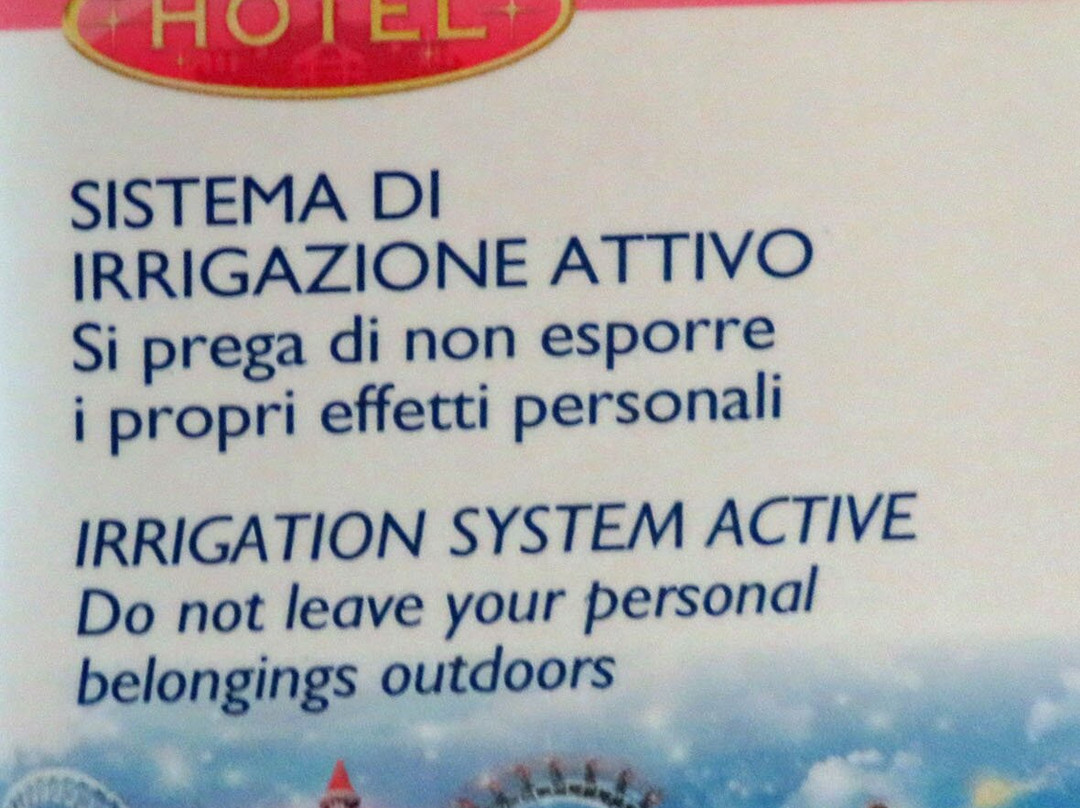 HOTEL
SISTEMA DI
IRRIGAZIONE ATTIVO
Si prega di non esporre
i propri effetti personali
IRRIGATION SYSTEM ACTIVE
Do not leave your personal
belongings outdoors